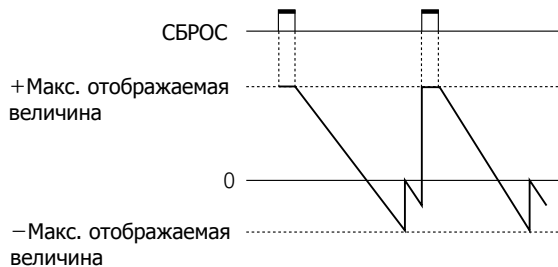 СБРОС
+Макс. отображаемая
величина
0
−Макс. отображаемая
величина